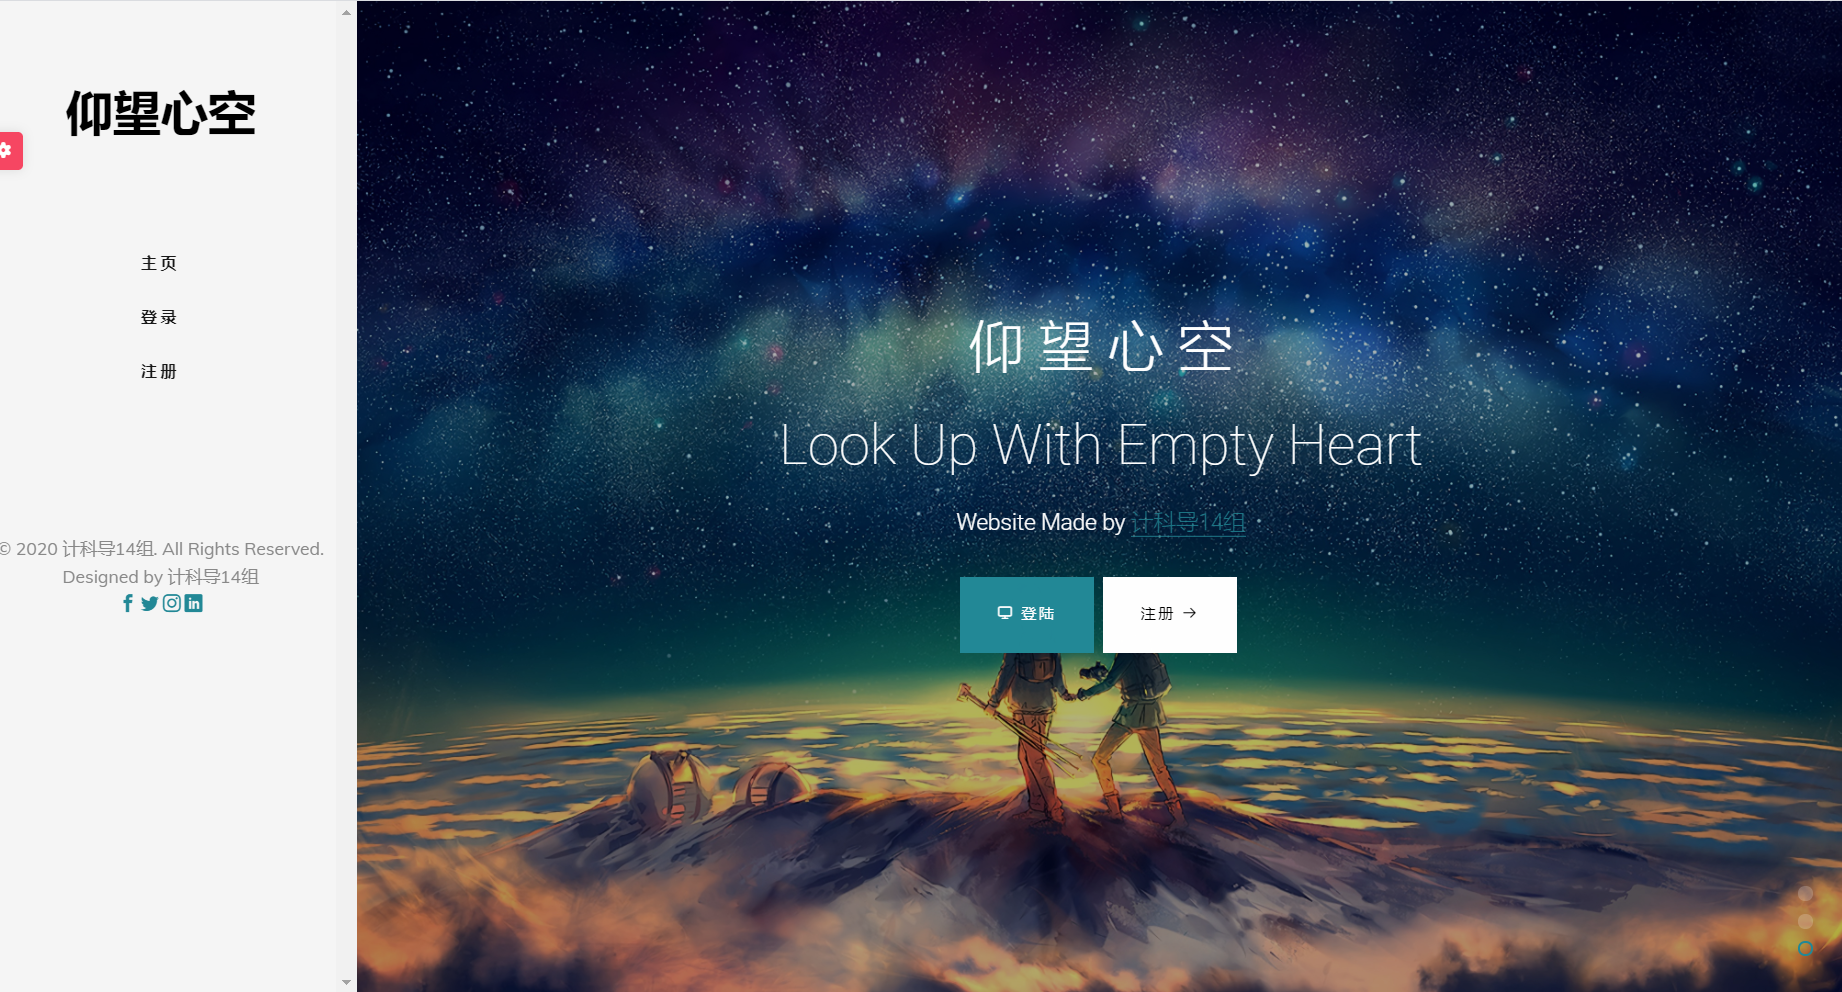 仰望心空
主页
登录
注册
© 2020 计科导14组. All Rights Reserved.
Designed by 计科导14组
仰望心空
Look Up With Empty Heart
Website Made by 计科导14组
登陆
注册 →